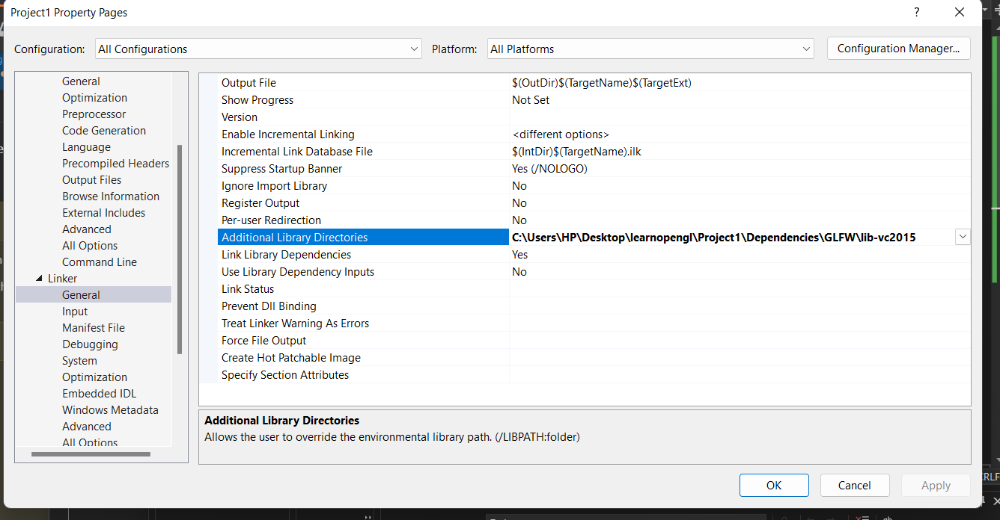 Project1 Property Pages
?
Configuration: All Configurations Platform: All Platforms Configuration Manager...
General
Optimization
Preprocessor
Code Generation
Language
Precompiled Headers
Output Files
Browse Information
External Includes
Advanced
All Options
Command Line
Linker
General
Input
Manifest File
Debugging
System
Optimization
Embedded IDL
Windows Metadata
Advanced
All Options
Output File $(OutDir)$(TargetName)$(TargetExt)
Show Progress Not Set
Version
Enable Incremental Linking <different options>
Incremental Link Database File $(IntDir)$(TargetName).ilk
Suppress Startup Banner Yes (/NOLOGO)
Ignore Import Library No
Register Output No
Per-user Redirection No
Additional Library Directories C:\Users\HP\Desktop\learnopengl\Project1\Dependencies\GLFW\lib-vc2015
Link Library Dependencies Yes
Use Library Dependency Inputs No
Link Status
Prevent Dll Binding
Treat Linker Warning As Errors
Force File Output
Create Hot Patchable Image
Specify Section Attributes
Additional Library Directories
Allows the user to override the environmental library path. (/LIBPATH:folder)
OK Cancel Apply